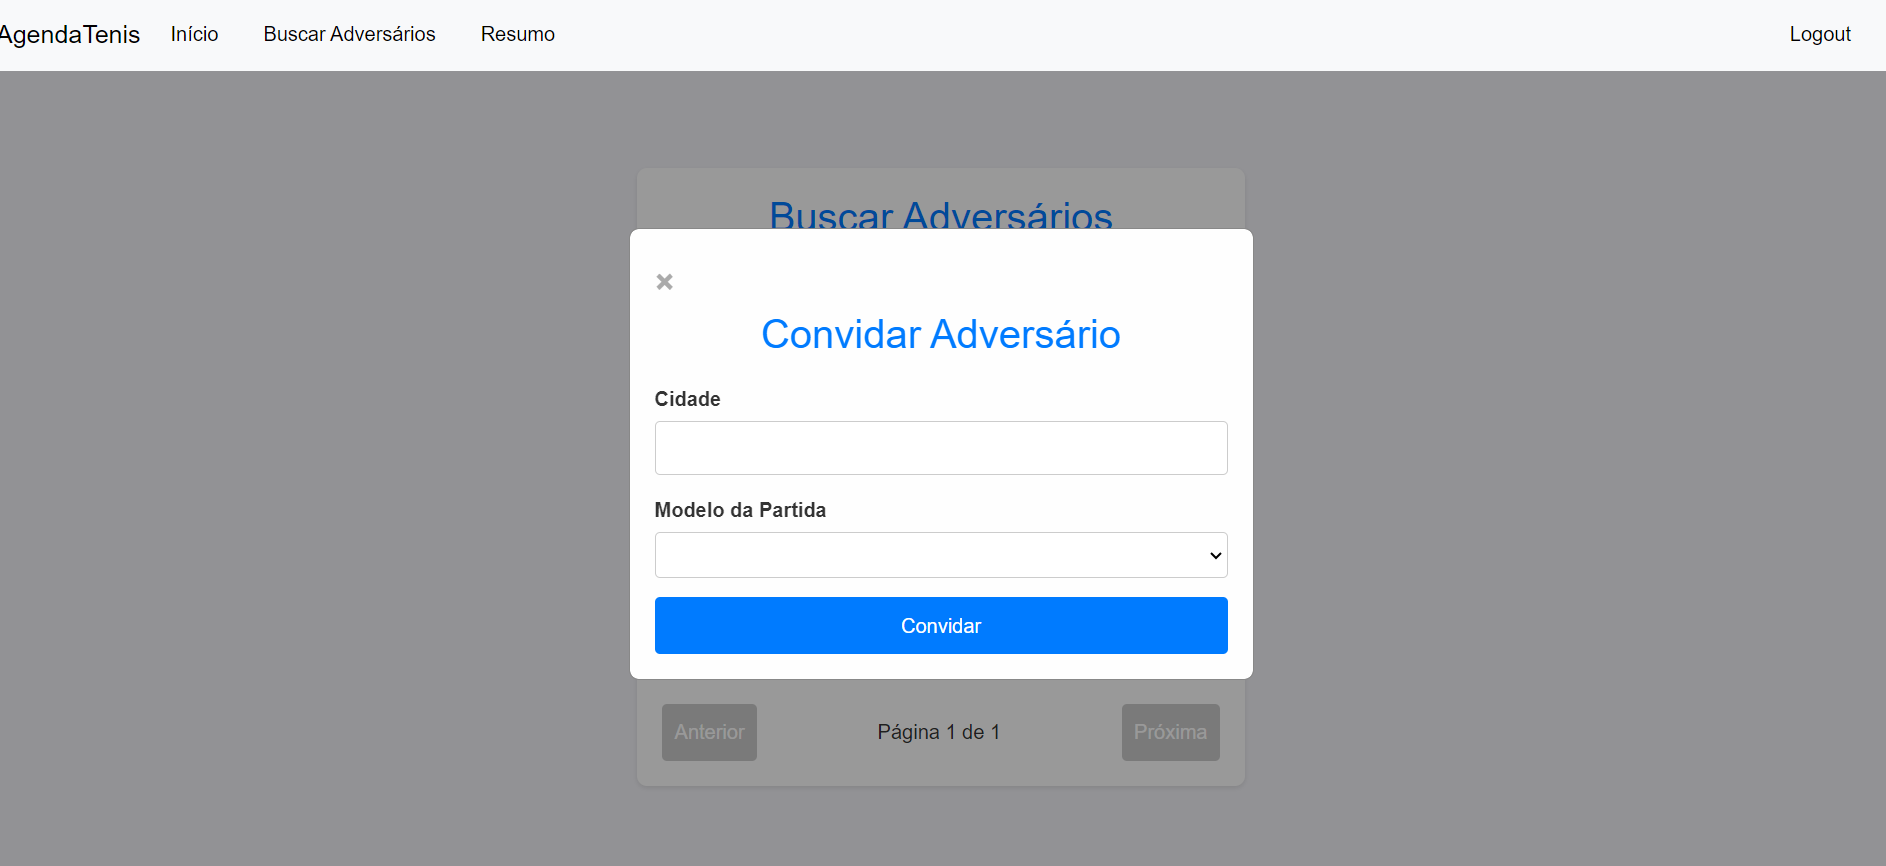 AgendaTenis Início Buscar Adversários Resumo Logout
Buscar Adversários
×
Convidar Adversário
Cidade
Modelo da Partida
Convidar
Anterior Página 1 de 1 Próxima